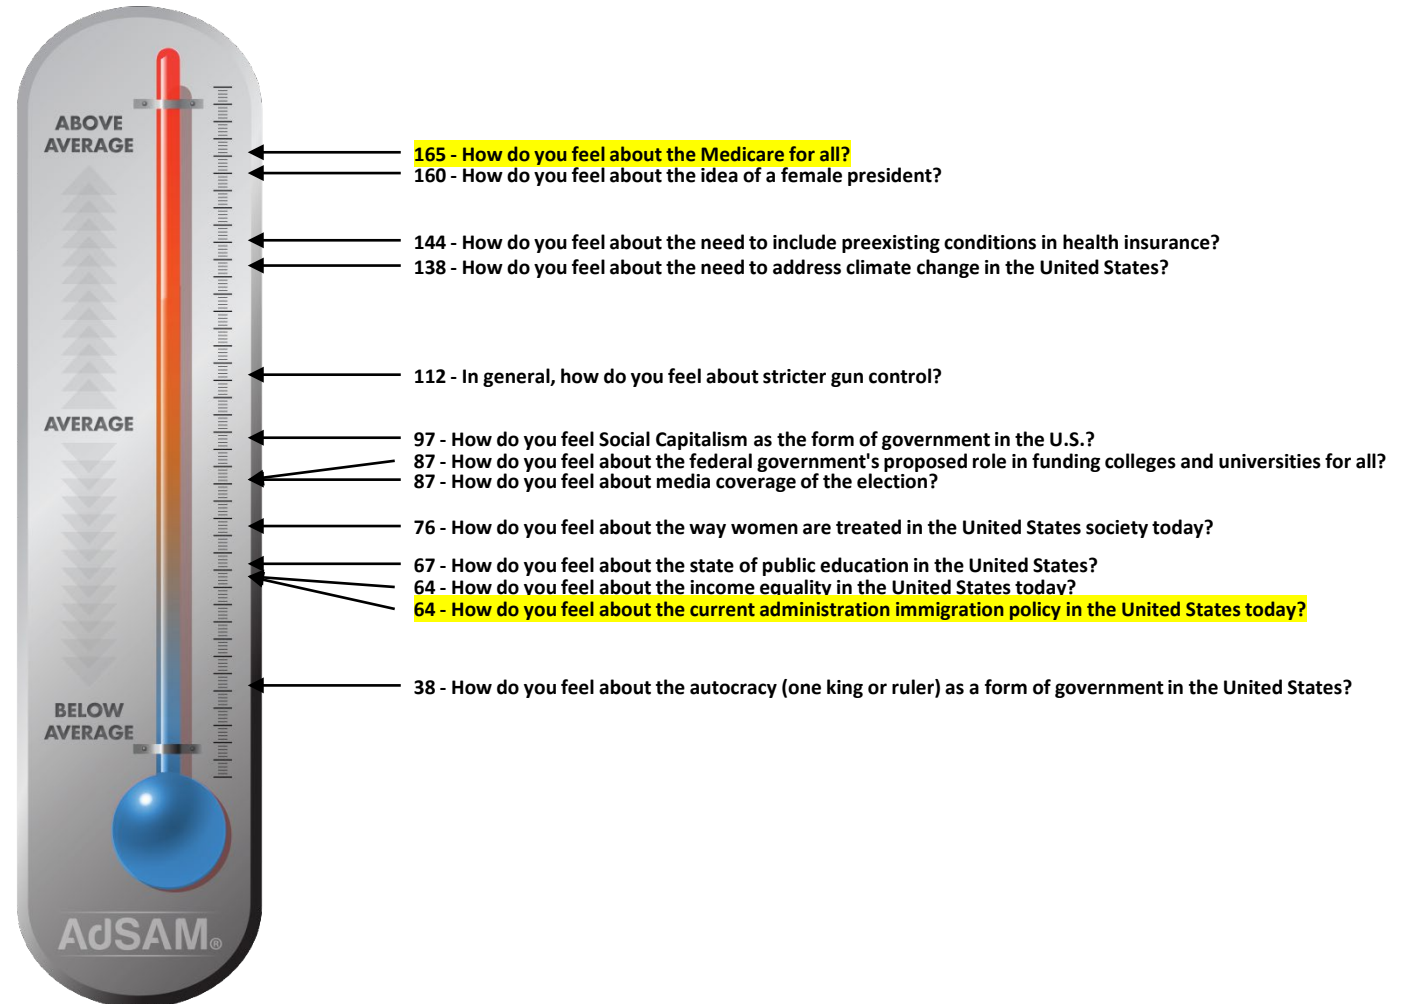 ABOVE
AVERAGE
165 - How do you feel about the Medicare for all?
160 - How do you feel about the idea of a female president?
144 - How do you feel about the need to include preexisting conditions in health insurance?
138 - How do you feel about the need to address climate change in the United States?
112 - In general, how do you feel about stricter gun control?
AVERAGE
97 - How do you feel Social Capitalism as the form of government in the U.S.?
87 - How do you feel about the federal government's proposed role in funding colleges and universities for all?
87 - How do you feel about media coverage of the election?
76 - How do you feel about the way women are treated in the United States society today?
67 - How do you feel about the state of public education in the United States?
64 - How do you feel about the income equality in the United States today?
64 - How do you feel about the current administration immigration policy in the United States today?
38 - How do you feel about the autocracy (one king or ruler) as a form of government in the United States?
BELOW
AVERAGE
AdSAM®